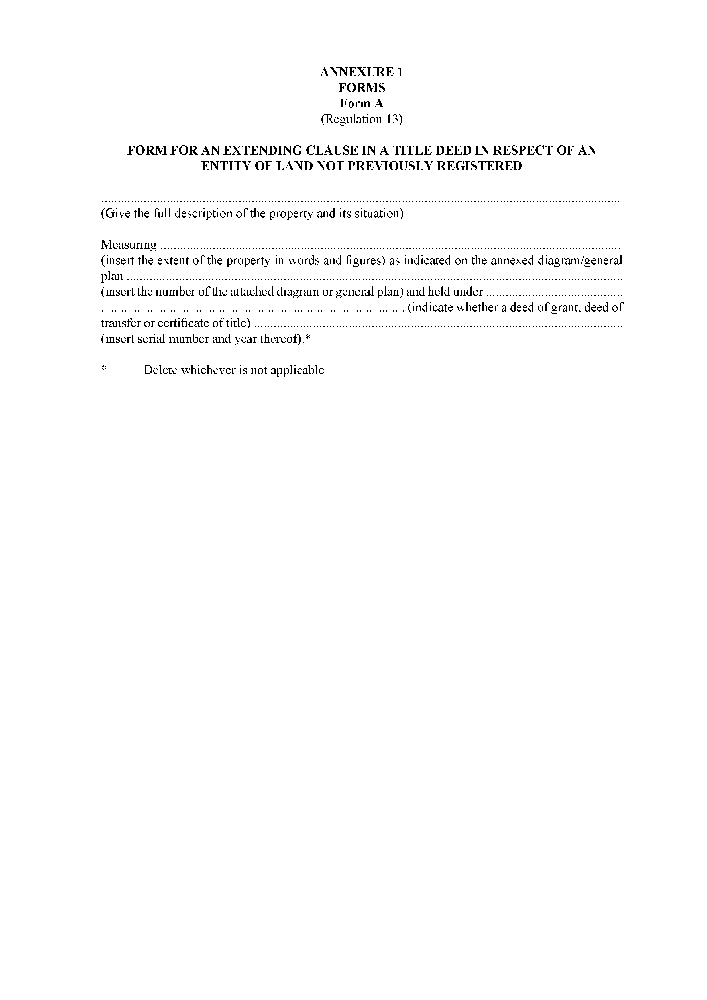 ANNEXURE 1
FORMS
Form A
(Regulation 13)
FORM FOR AN EXTENDING CLAUSE IN A TITLE DEED IN RESPECT OF AN
ENTITY OF LAND NOT PREVIOUSLY REGISTERED
...............................................................................................................................................................
(Give the full description of the property and its situation)
Measuring .............................................................................................................................................
(insert the extent of the property in words and figures) as indicated on the annexed diagram/general
plan ........................................................................................................................................................
(insert the number of the attached diagram or general plan) and held under ..........................................
............................................................................................. (indicate whether a deed of grant, deed of
transfer or certificate of title) .................................................................................................................
(insert serial number and year thereof).*
* Delete whichever is not applicable